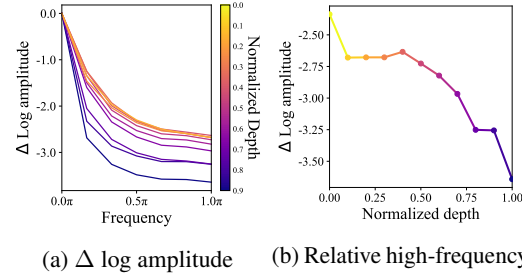 0.0
-1.0
-2.0
-3.0
Δ Log amplitude
0.0π
0.5π
1.0π
Frequency
0.0
0.1
0.2
0.3
0.4
0.5
0.6
0.7
0.8
0.9
Normalized Depth
-2.50
-2.75
-3.00
-3.25
-3.50
Δ Log amplitude
0.00
0.25
0.50
0.75
1.00
Normalized depth
(a) Δ log amplitude
(b) Relative high-frequency